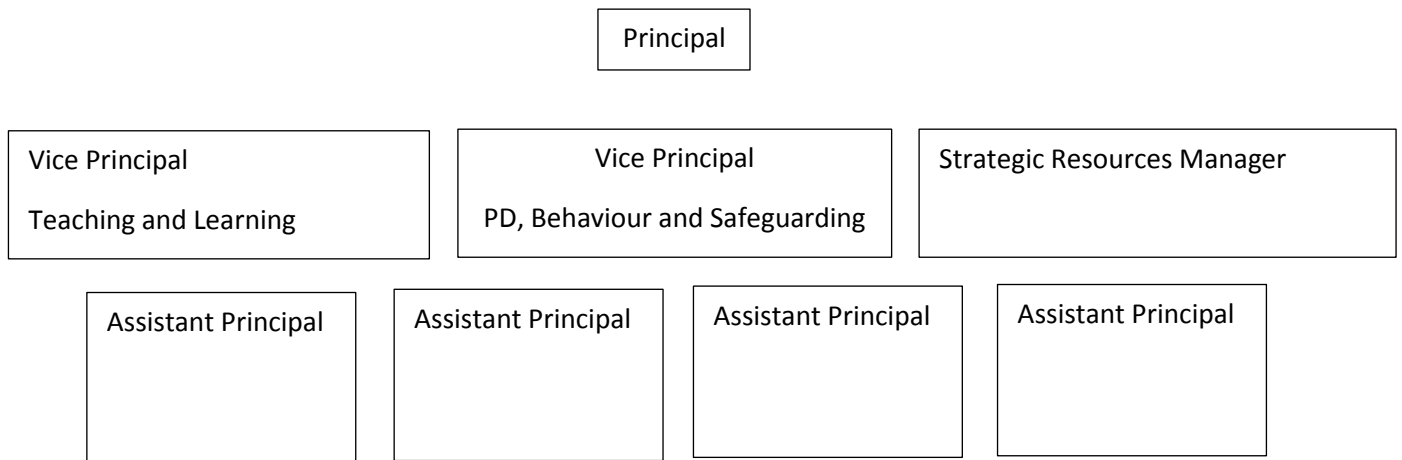 Principal
Vice Principal
Teaching and Learning
Vice Principal
PD, Behaviour and Safeguarding
Strategic Resources Manager
Assistant Principal
Assistant Principal
Assistant Principal
Assistant Principal